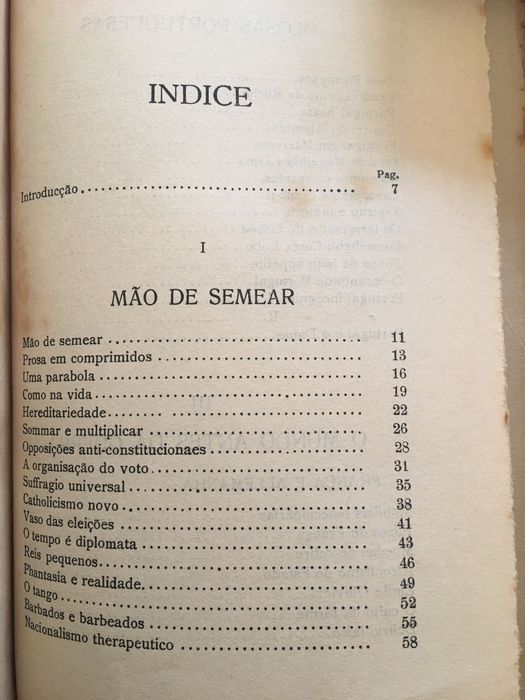 INDICE
Pag.
Introducção ........................................ 7
I
MÃO DE SEMEAR
Mão de semear ........................................ 11
Prosa em comprimidos ........................................ 13
Uma parabola ........................................ 16
Como na vida ........................................ 19
Hereditariedade ........................................ 22
Sommar e multiplicar ........................................ 26
Opposições anti-constitucionaes ........................................ 28
A organisação do voto ........................................ 31
Suffragio universal ........................................ 35
Catholicismo novo ........................................ 38
Vaso das eleições ........................................ 41
O tempo é diplomata ........................................ 43
Reis pequenos ........................................ 46
Phantasia e realidade ........................................ 49
O tango ........................................ 52
Barbados e barbeados ........................................ 55
Nacionalismo therapeutico ........................................ 58